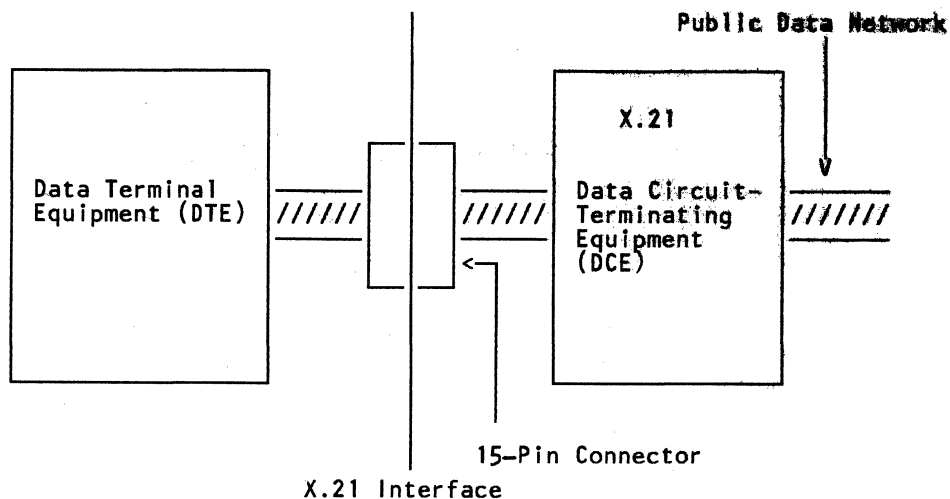 Public Data Network
X.21
Data Terminal
Equipment (DTE)
Data Circuit-
Terminating
Equipment
(DCE)
15-Pin Connector
X.21 Interface